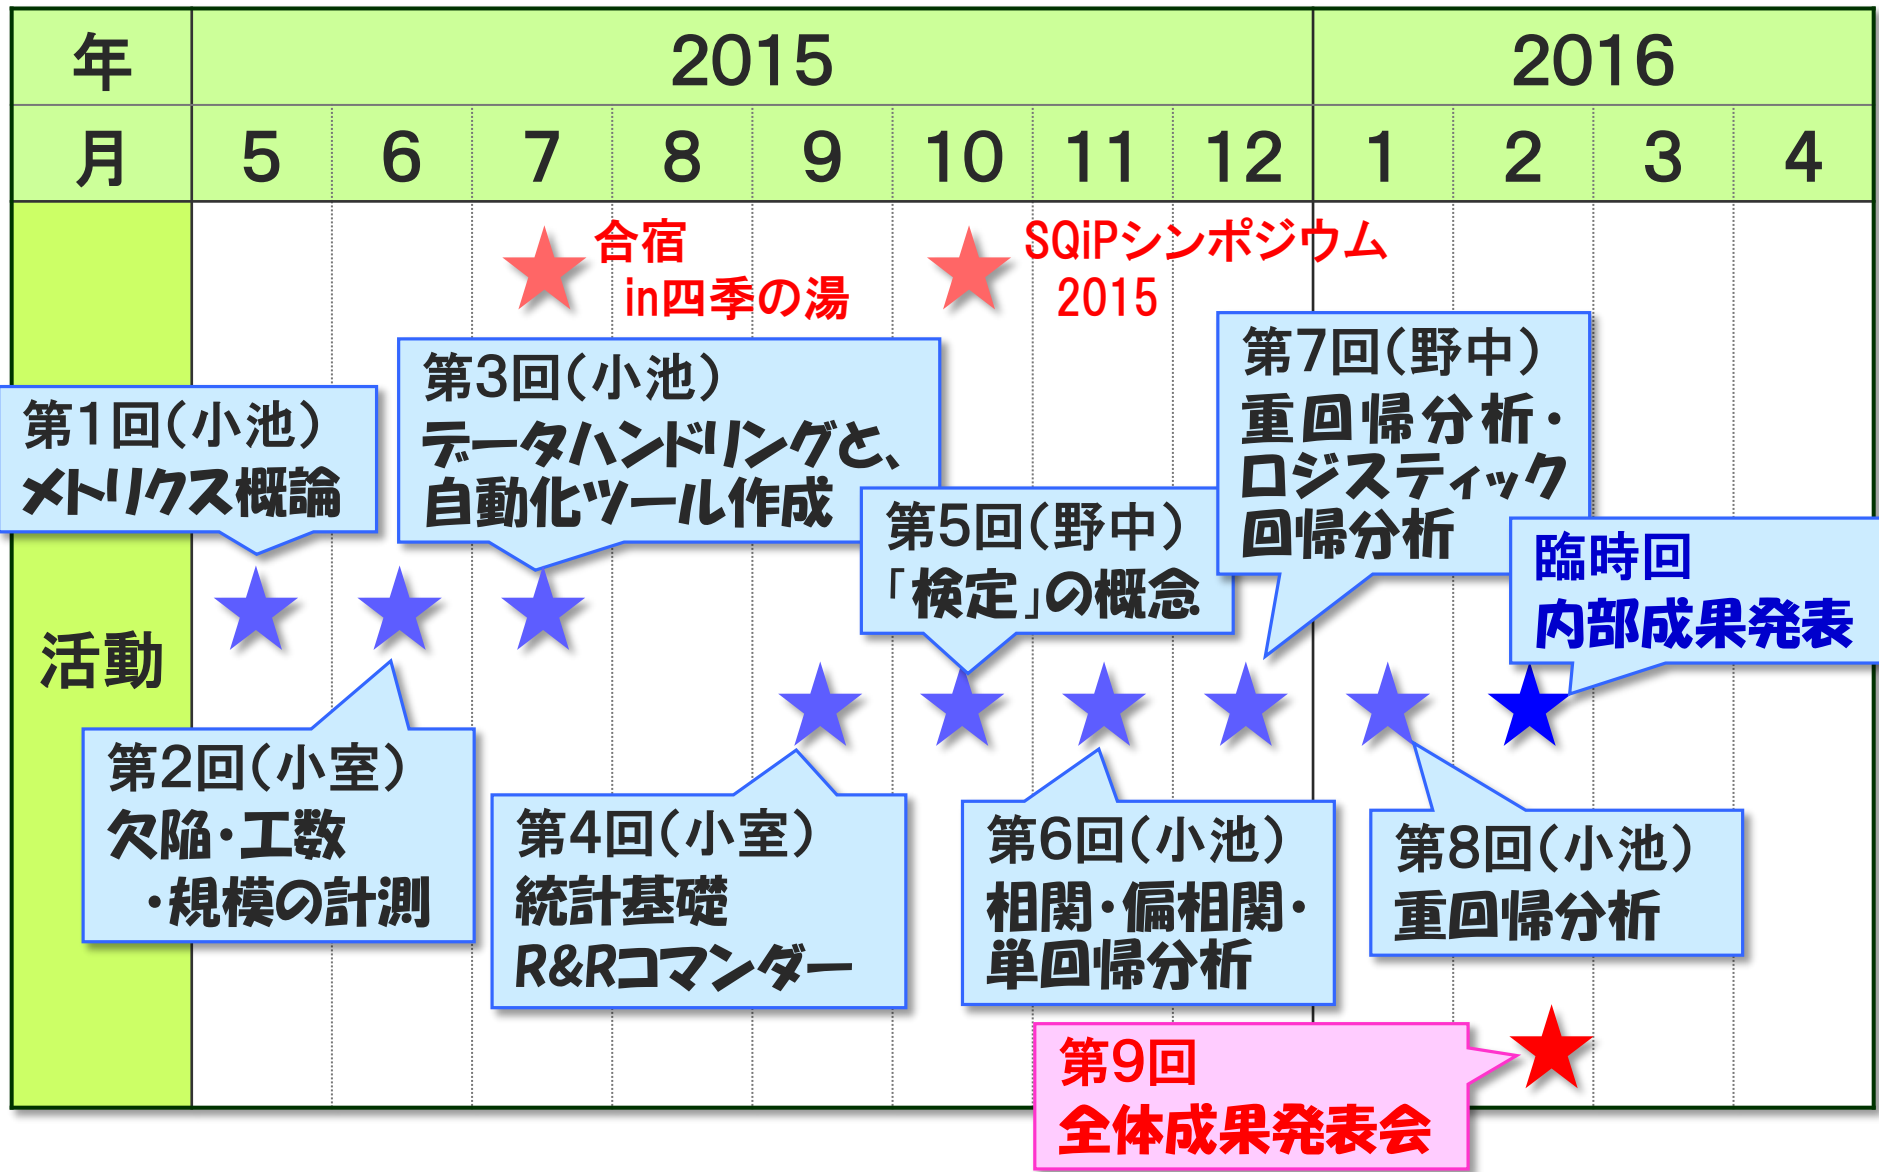 年 2015 2016
月 5 6 7 8 9 10 11 12 1 2 3 4
活動
合宿
in四季の湯
SQiPシンポジウム
2015
第1回(小池)
メトリクス概論
第2回(小室)
欠陥・工数
・規模の計測
第3回(小池)
データハンドリングと、
自動化ツール作成
第4回(小室)
統計基礎
R&Rコマンダー
第5回(野中)
「検定」の概念
第6回(小池)
相関・偏相関・
単回帰分析
第7回(野中)
重回帰分析・
ロジスティック
回帰分析
第8回(小池)
重回帰分析
臨時回
内部成果発表
第9回
全体成果発表会